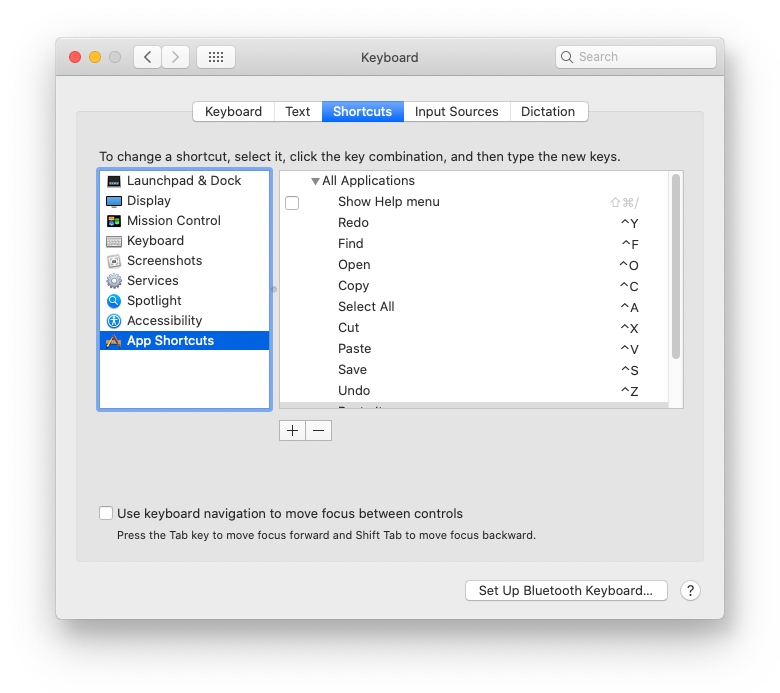 Keyboard
Search
Keyboard Text Shortcuts Input Sources Dictation
To change a shortcut, select it, click the key combination, and then type the new keys.
Launchpad & Dock
Display
Mission Control
Keyboard
Screenshots
Services
Spotlight
Accessibility
App Shortcuts
All Applications
Show Help menu ⇧⌘/
Redo ^Y
Find ^F
Open ^O
Copy ^C
Select All ^A
Cut ^X
Paste ^V
Save ^S
Undo ^Z
+ −
Use keyboard navigation to move focus between controls
Press the Tab key to move focus forward and Shift Tab to move focus backward.
Set Up Bluetooth Keyboard... ?